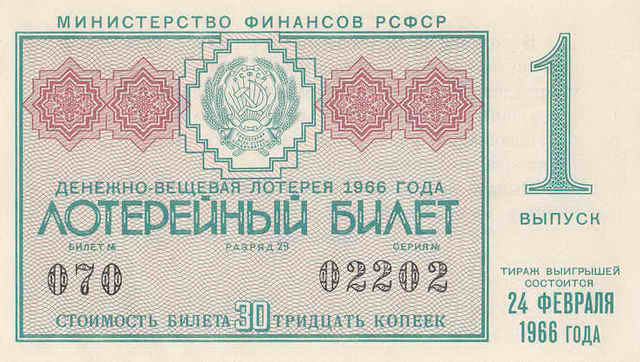 МИНИСТЕРСТВО ФИНАНСОВ РСФСР
РСФСР
1
ВЫПУСК
ДЕНЕЖНО-ВЕЩЕВАЯ ЛОТЕРЕЯ 1966 ГОДА
ЛОТЕРЕЙНЫЙ БИЛЕТ
БИЛЕТ № РАЗРЯД 29 СЕРИЯ №
070 02202
СТОИМОСТЬ БИЛЕТА 30 ТРИДЦАТЬ КОПЕЕК
ТИРАЖ ВЫИГРЫШЕЙ
СОСТОИТСЯ
24 ФЕВРАЛЯ
1966 ГОДА